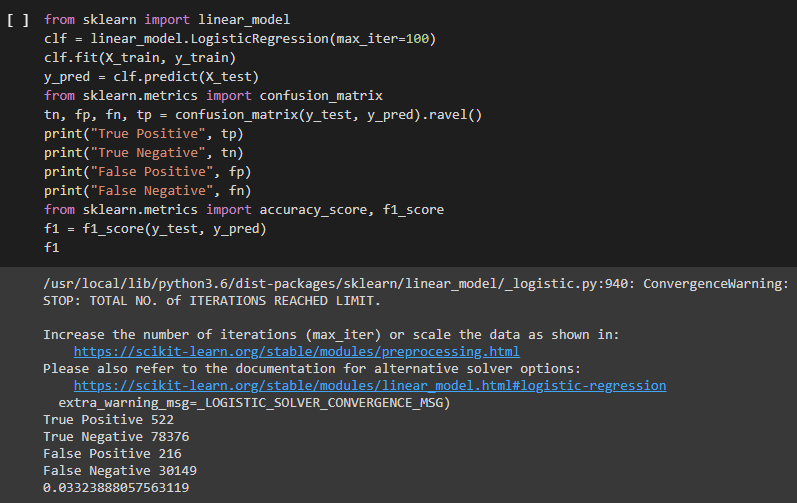 [ ] from sklearn import linear_model
clf = linear_model.LogisticRegression(max_iter=100)
clf.fit(X_train, y_train)
y_pred = clf.predict(X_test)
from sklearn.metrics import confusion_matrix
tn, fp, fn, tp = confusion_matrix(y_test, y_pred).ravel()
print("True Positive", tp)
print("True Negative", tn)
print("False Positive", fp)
print("False Negative", fn)
from sklearn.metrics import accuracy_score, f1_score
f1 = f1_score(y_test, y_pred)
f1
/usr/local/lib/python3.6/dist-packages/sklearn/linear_model/_logistic.py:940: ConvergenceWarning:
STOP: TOTAL NO. of ITERATIONS REACHED LIMIT.
Increase the number of iterations (max_iter) or scale the data as shown in:
https://scikit-learn.org/stable/modules/preprocessing.html
Please also refer to the documentation for alternative solver options:
https://scikit-learn.org/stable/modules/linear_model.html#logistic-regression
extra_warning_msg=_LOGISTIC_SOLVER_CONVERGENCE_MSG)
True Positive 522
True Negative 78376
False Positive 216
False Negative 30149
0.03323888057563119